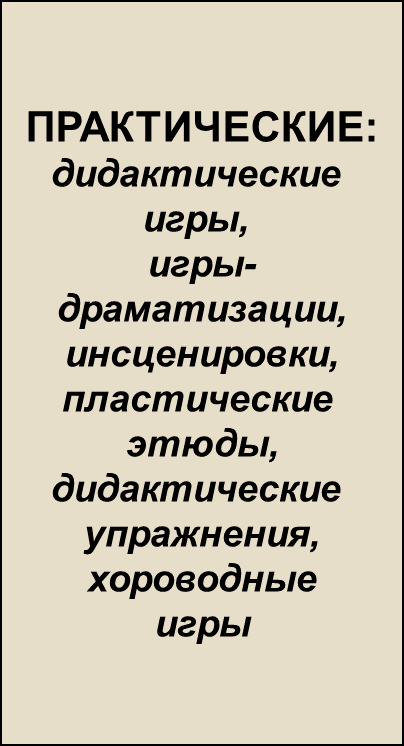 ПРАКТИЧЕСКИЕ:
дидактические
игры,
игры-
драматизации,
инсценировки,
пластические
этюды,
дидактические
упражнения,
хороводные
игры